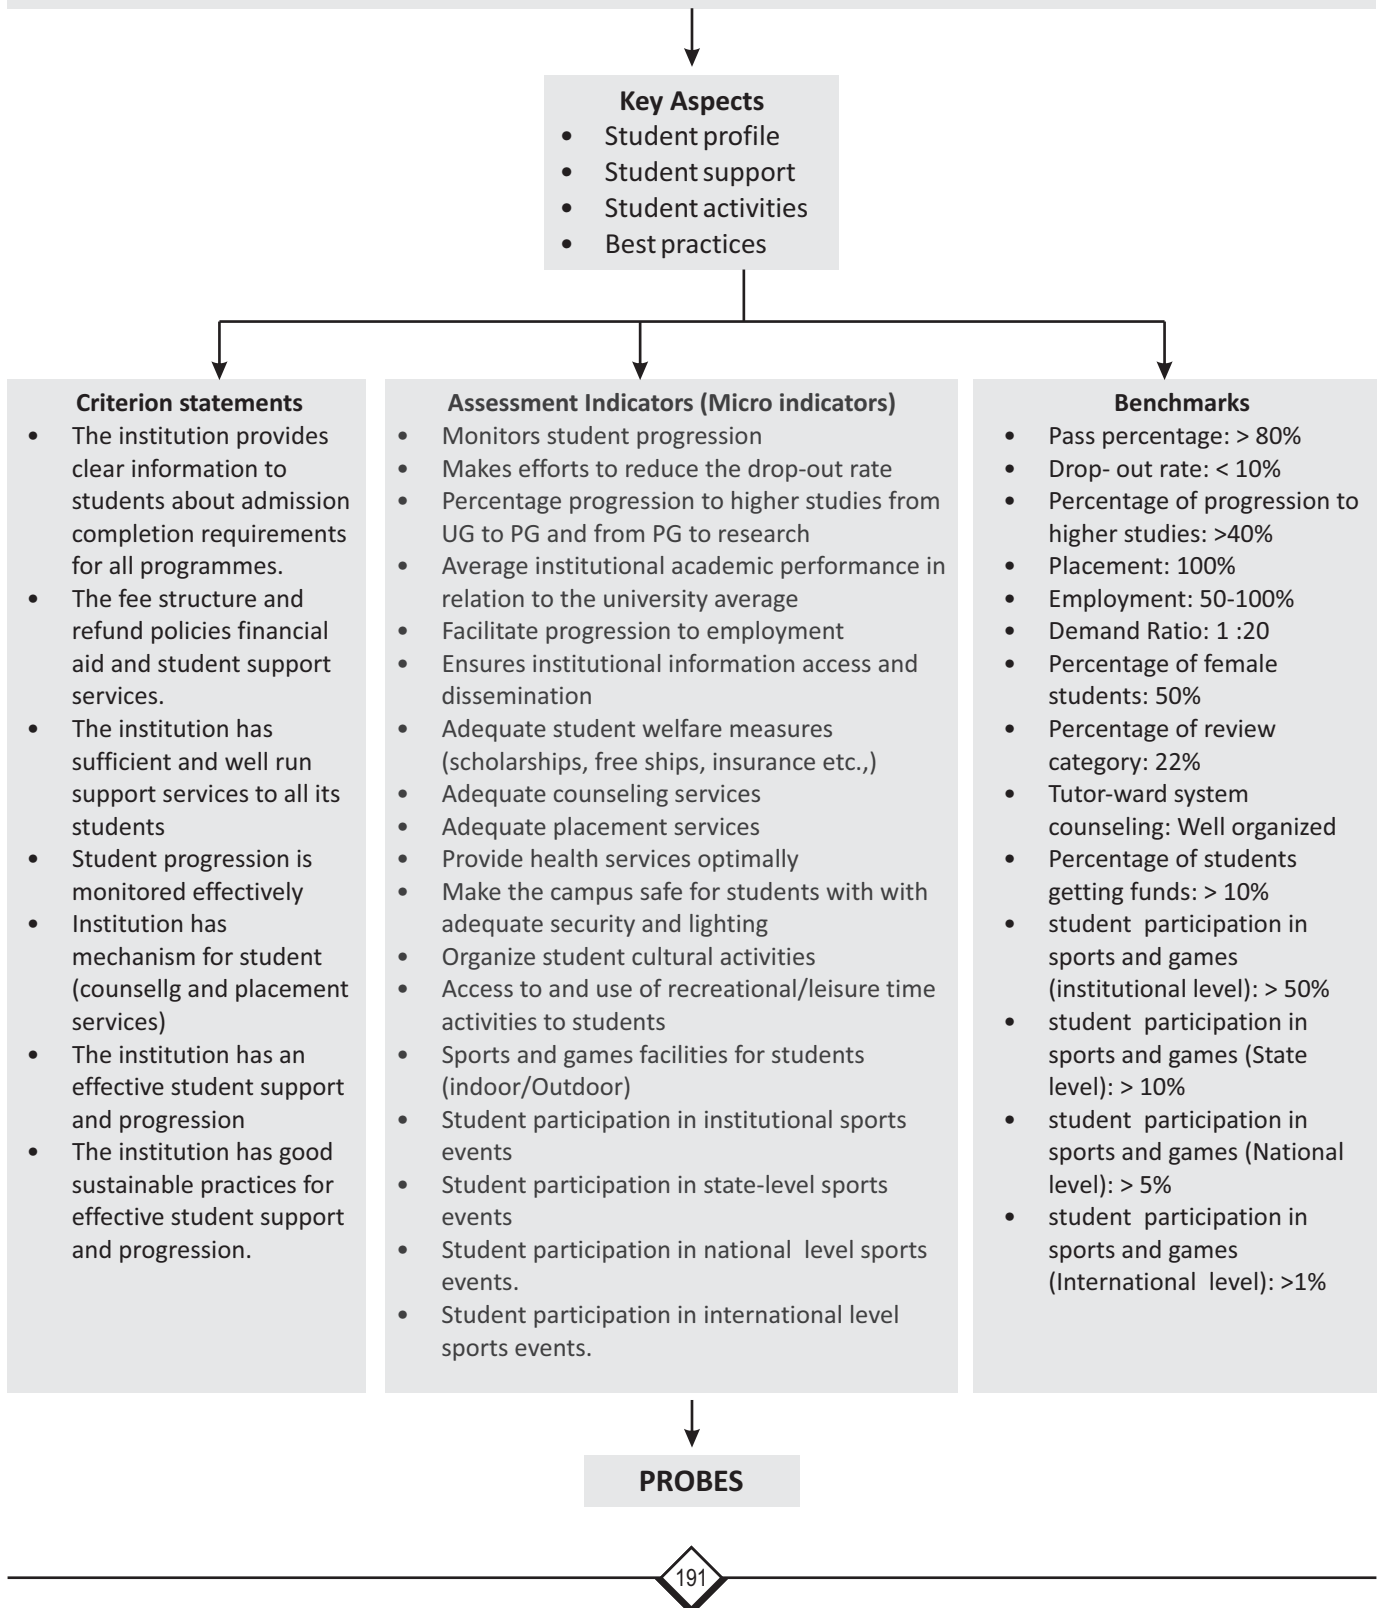 Key Aspects
• Student profile
• Student support
• Student activities
• Best practices
Criterion statements
• The institution provides
clear information to
students about admission
completion requirements
for all programmes.
• The fee structure and
refund policies financial
aid and student support
services.
• The institution has
sufficient and well run
support services to all its
students
• Student progression is
monitored effectively
• Institution has
mechanism for student
(counsellg and placement
services)
• The institution has an
effective student support
and progression
• The institution has good
sustainable practices for
effective student support
and progression.
Assessment Indicators (Micro indicators)
• Monitors student progression
• Makes efforts to reduce the drop-out rate
• Percentage progression to higher studies from
UG to PG and from PG to research
• Average institutional academic performance in
relation to the university average
• Facilitate progression to employment
• Ensures institutional information access and
dissemination
• Adequate student welfare measures
(scholarships, free ships, insurance etc.,)
• Adequate counseling services
• Adequate placement services
• Provide health services optimally
• Make the campus safe for students with with
adequate security and lighting
• Organize student cultural activities
• Access to and use of recreational/leisure time
activities to students
• Sports and games facilities for students
(indoor/Outdoor)
• Student participation in institutional sports
events
• Student participation in state-level sports
events
• Student participation in national level sports
events.
• Student participation in international level
sports events.
Benchmarks
• Pass percentage: > 80%
• Drop- out rate: < 10%
• Percentage of progression to
higher studies: >40%
• Placement: 100%
• Employment: 50-100%
• Demand Ratio: 1 :20
• Percentage of female
students: 50%
• Percentage of review
category: 22%
• Tutor-ward system
counseling: Well organized
• Percentage of students
getting funds: > 10%
• student participation in
sports and games
(institutional level): > 50%
• student participation in
sports and games (State
level): > 10%
• student participation in
sports and games (National
level): > 5%
• student participation in
sports and games
(International level): >1%
PROBES
191